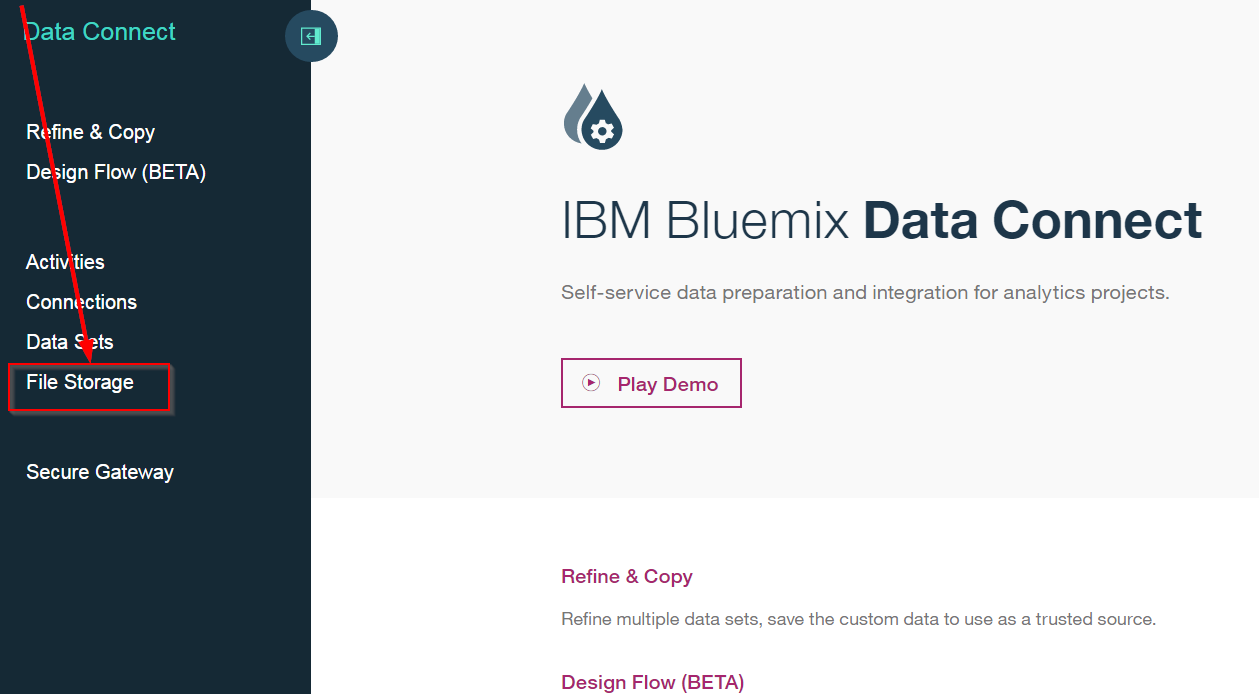 Data Connect
Refine & Copy
Design Flow (BETA)
Activities
Connections
Data Sets
File Storage
Secure Gateway
IBM Bluemix Data Connect
Self-service data preparation and integration for analytics projects.
Play Demo
Refine & Copy
Refine multiple data sets, save the custom data to use as a trusted source.
Design Flow (BETA)